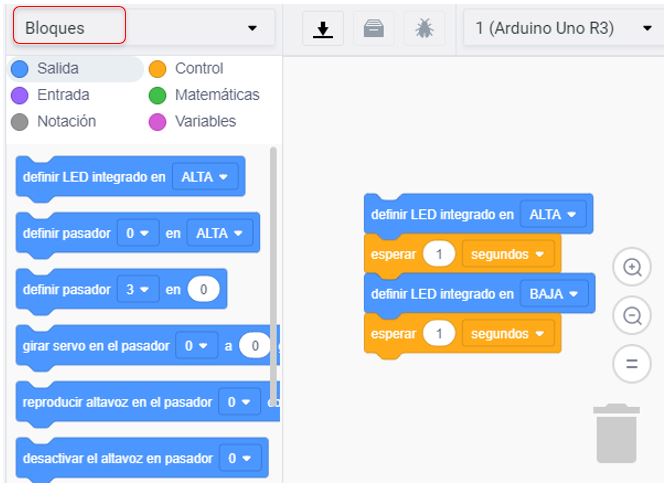 Bloques
1 (Arduino Uno R3)
Salida
Control
Entrada
Matemáticas
Notación
Variables
definir LED integrado en ALTA
definir pasador 0 en ALTA
definir pasador 3 en 0
girar servo en el pasador 0 a 0
reproducir altavoz en el pasador 0
desactivar el altavoz en pasador 0
definir LED integrado en ALTA
esperar 1 segundos
definir LED integrado en BAJA
esperar 1 segundos